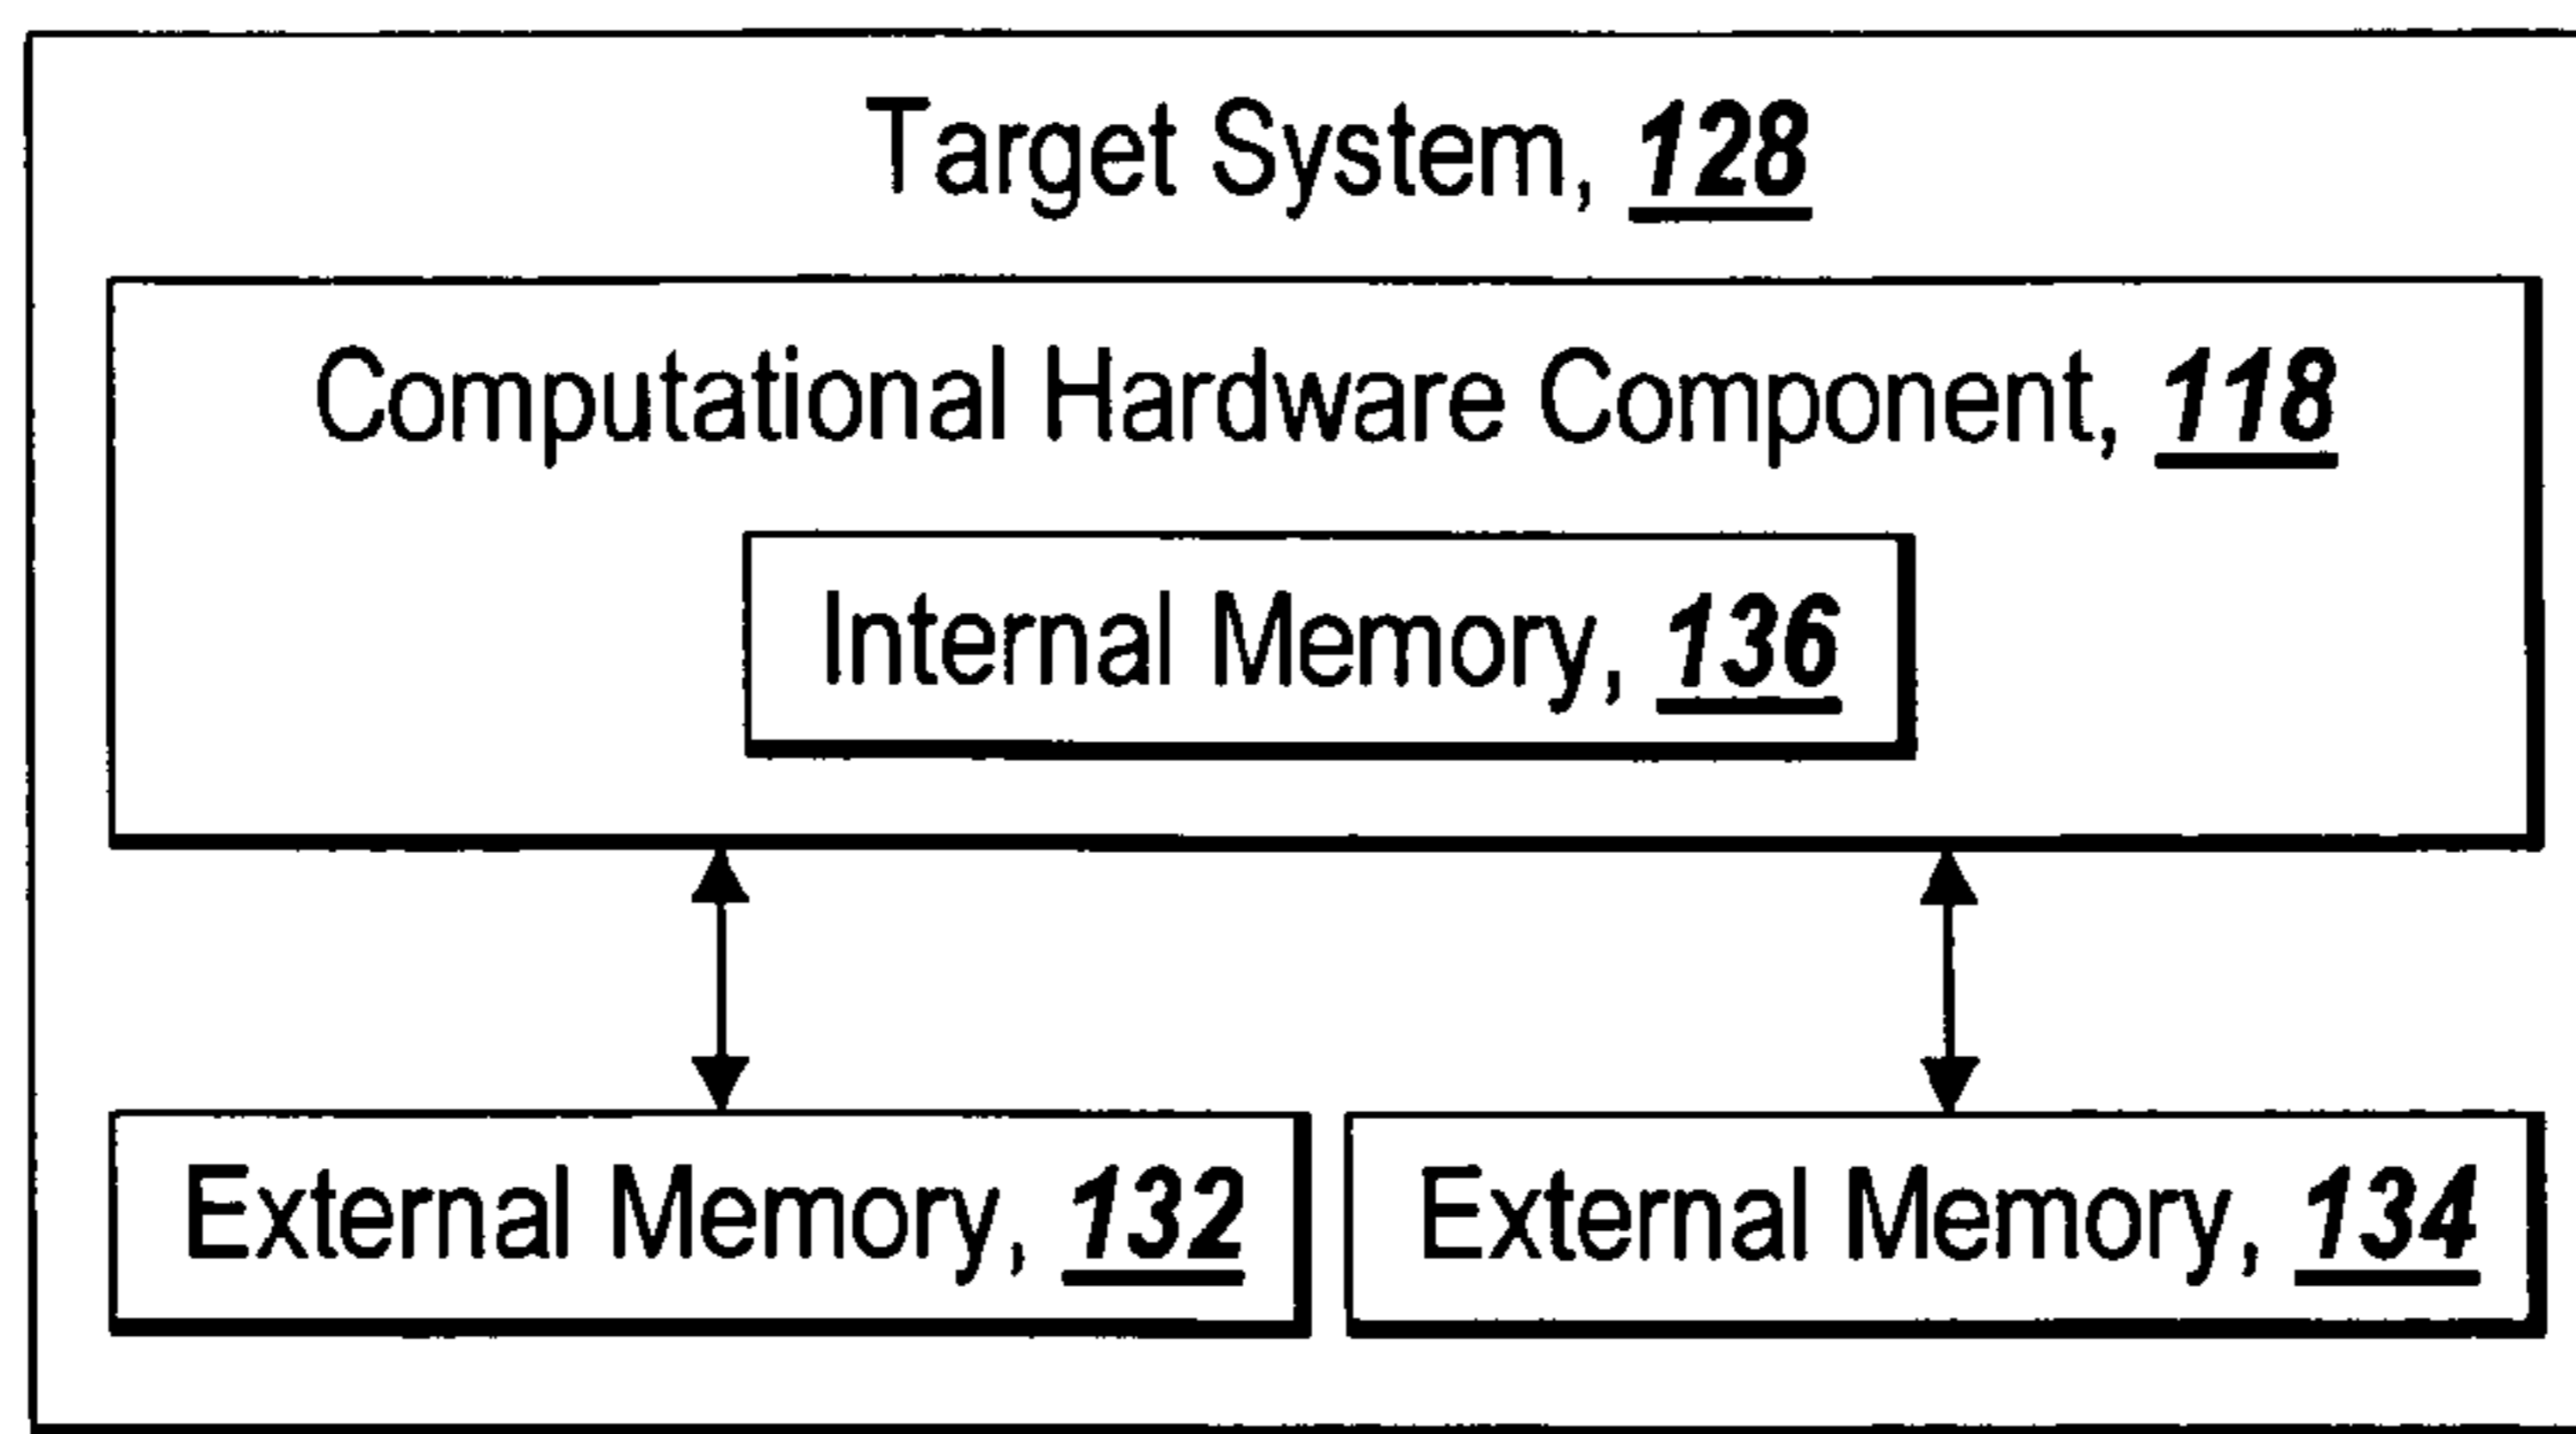 Target System, 128
Computational Hardware Component, 118
Internal Memory, 136
External Memory, 132
External Memory, 134